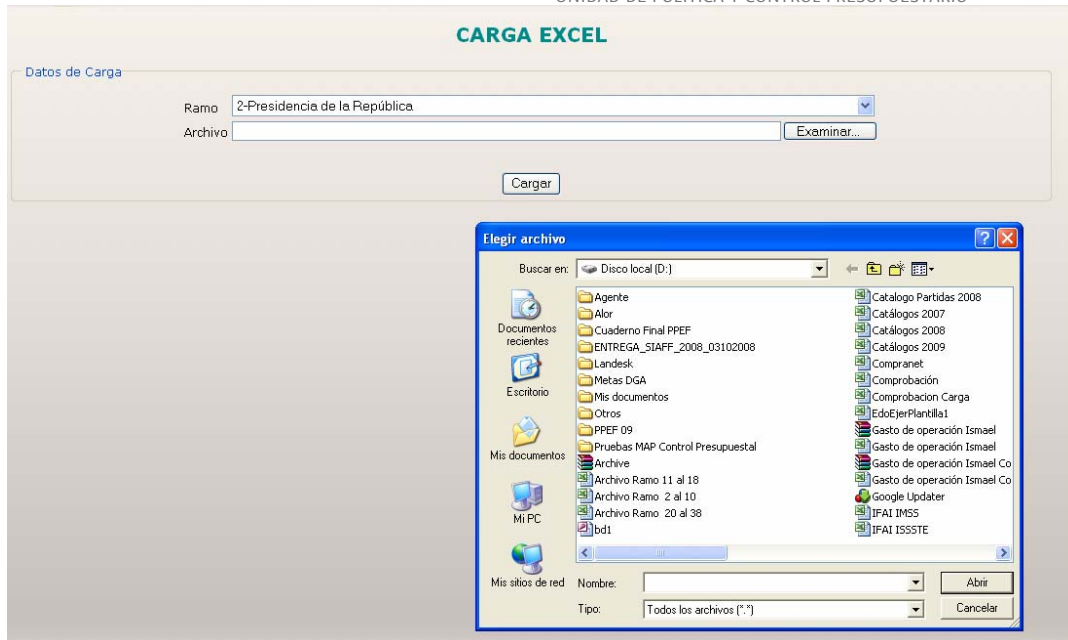 UNIDAD DE POLÍTICA Y CONTROL PRESUPUESTARIO
CARGA EXCEL
Datos de Carga
Ramo 2-Presidencia de la República
Archivo Examinar...
Cargar
Elegir archivo
Buscar en: Disco local (D:)
Documentos recientes
Escritorio
Mis documentos
Mi PC
Mis sitios de red
Agente
Alor
Cuaderno Final PPEF
ENTREGA_SIAFF_2008_03102008
Landesk
Metas DGA
Mis documentos
Otros
PPEF 09
Pruebas MAP Control Presupuestal
Archive
Archivo Ramo 11 al 18
Archivo Ramo 2 al 10
Archivo Ramo 20 al 38
bd1
Catalogo Partidas 2008
Catálogos 2007
Catálogos 2008
Catálogos 2009
Compranet
Comprobación
Comprobacion Carga
EdoEjerPlantilla1
Gasto de operación Ismael
Gasto de operación Ismael
Gasto de operación Ismael Co
Gasto de operación Ismael Co
Google Updater
IFAI IMSS
IFAI ISSSTE
Nombre: Abrir
Tipo: Todos los archivos (*.*) Cancelar